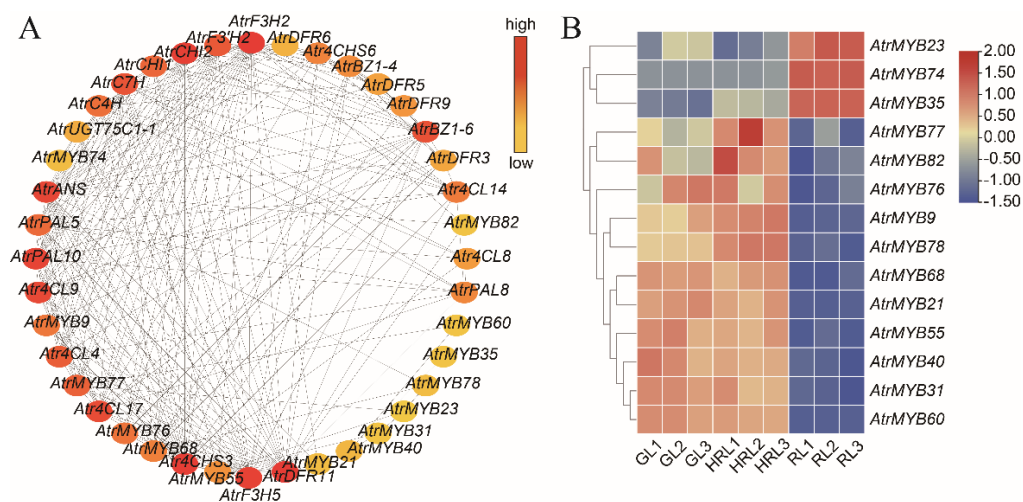 A
AtrF3H2
AtrF3'H2
AtrDFR6
Atr4CHS6
AtrCHI2
AtrBZ1-4
AtrCHI1
AtrDFR5
AtrC7H
AtrDFR9
AtrC4H
AtrBZ1-6
AtrUGT75C1-1
AtrDFR3
AtrMYB74
Atr4CL14
AtrANS
AtrMYB82
AtrPAL5
Atr4CL8
AtrPAL10
AtrPAL8
Atr4CL9
AtrMYB60
AtrMYB9
AtrMYB35
Atr4CL4
AtrMYB78
AtrMYB77
AtrMYB23
Atr4CL17
AtrMYB31
AtrMYB76
AtrMYB40
AtrMYB68
AtrMYB21
Atr4CHS3
AtrDFR11
AtrMYB55
AtrF3H5
high
low
B
AtrMYB23
AtrMYB74
AtrMYB35
AtrMYB77
AtrMYB82
AtrMYB76
AtrMYB9
AtrMYB78
AtrMYB68
AtrMYB21
AtrMYB55
AtrMYB40
AtrMYB31
AtrMYB60
GL1 GL2 GL3 HRL1 HRL2 HRL3 RL1 RL2 RL3
2.00
1.50
1.00
0.50
0.00
-0.50
-1.00
-1.50